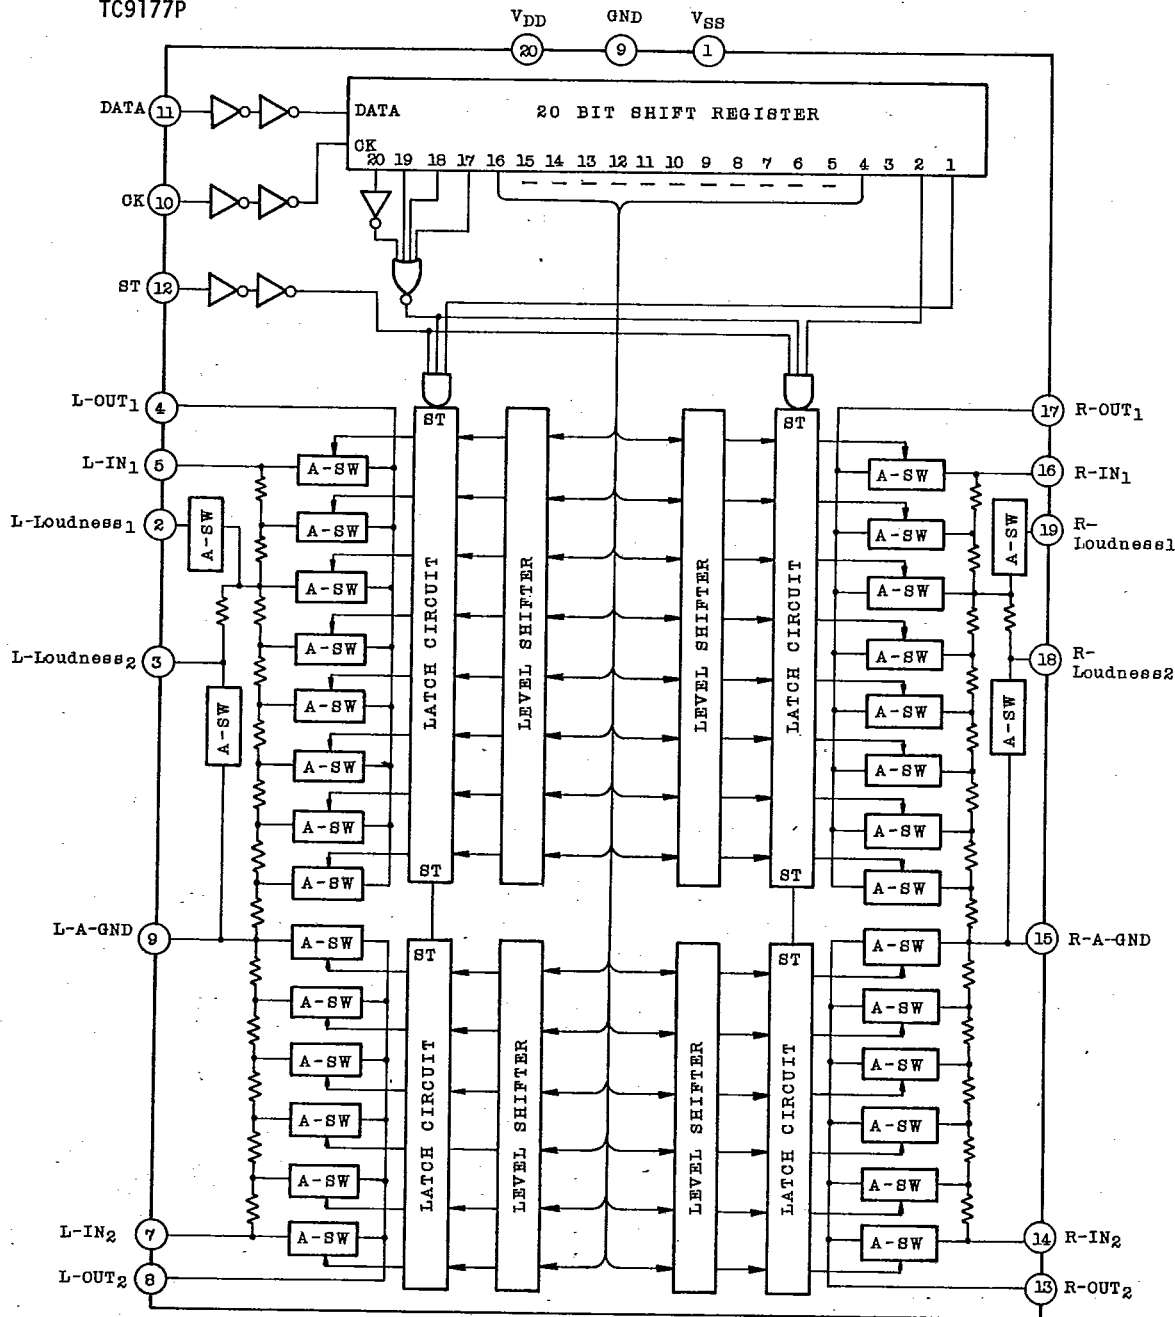 TC9177P
VDD GND VSS
20 9 1
DATA 11 DATA 20 BIT SHIFT REGISTER
CK
20 19 18 17 16 15 14 13 12 11 10 9 8 7 6 5 4 3 2 1
CK 10
ST 12
L-OUT1 4
ST
ST
17 R-OUT1
L-IN1 5
A-SW
A-SW
16 R-IN1
L-Loudness1 2
A-SW
A-SW
A-SW
A-SW
19 R-
Loudness1
A-SW
A-SW
LATCH CIRCUIT
LEVEL SHIFTER
LEVEL SHIFTER
LATCH CIRCUIT
A-SW
A-SW
L-Loudness2 3
18 R-
Loudness2
A-SW
A-SW
A-SW
A-SW
A-SW
A-SW
A-SW
A-SW
A-SW
A-SW
ST
ST
L-A-GND 9
A-SW
A-SW
15 R-A-GND
ST
ST
A-SW
A-SW
A-SW
A-SW
LATCH CIRCUIT
LEVEL SHIFTER
LEVEL SHIFTER
LATCH CIRCUIT
A-SW
A-SW
A-SW
A-SW
L-IN2 7
A-SW
A-SW
14 R-IN2
L-OUT2 8
13 R-OUT2